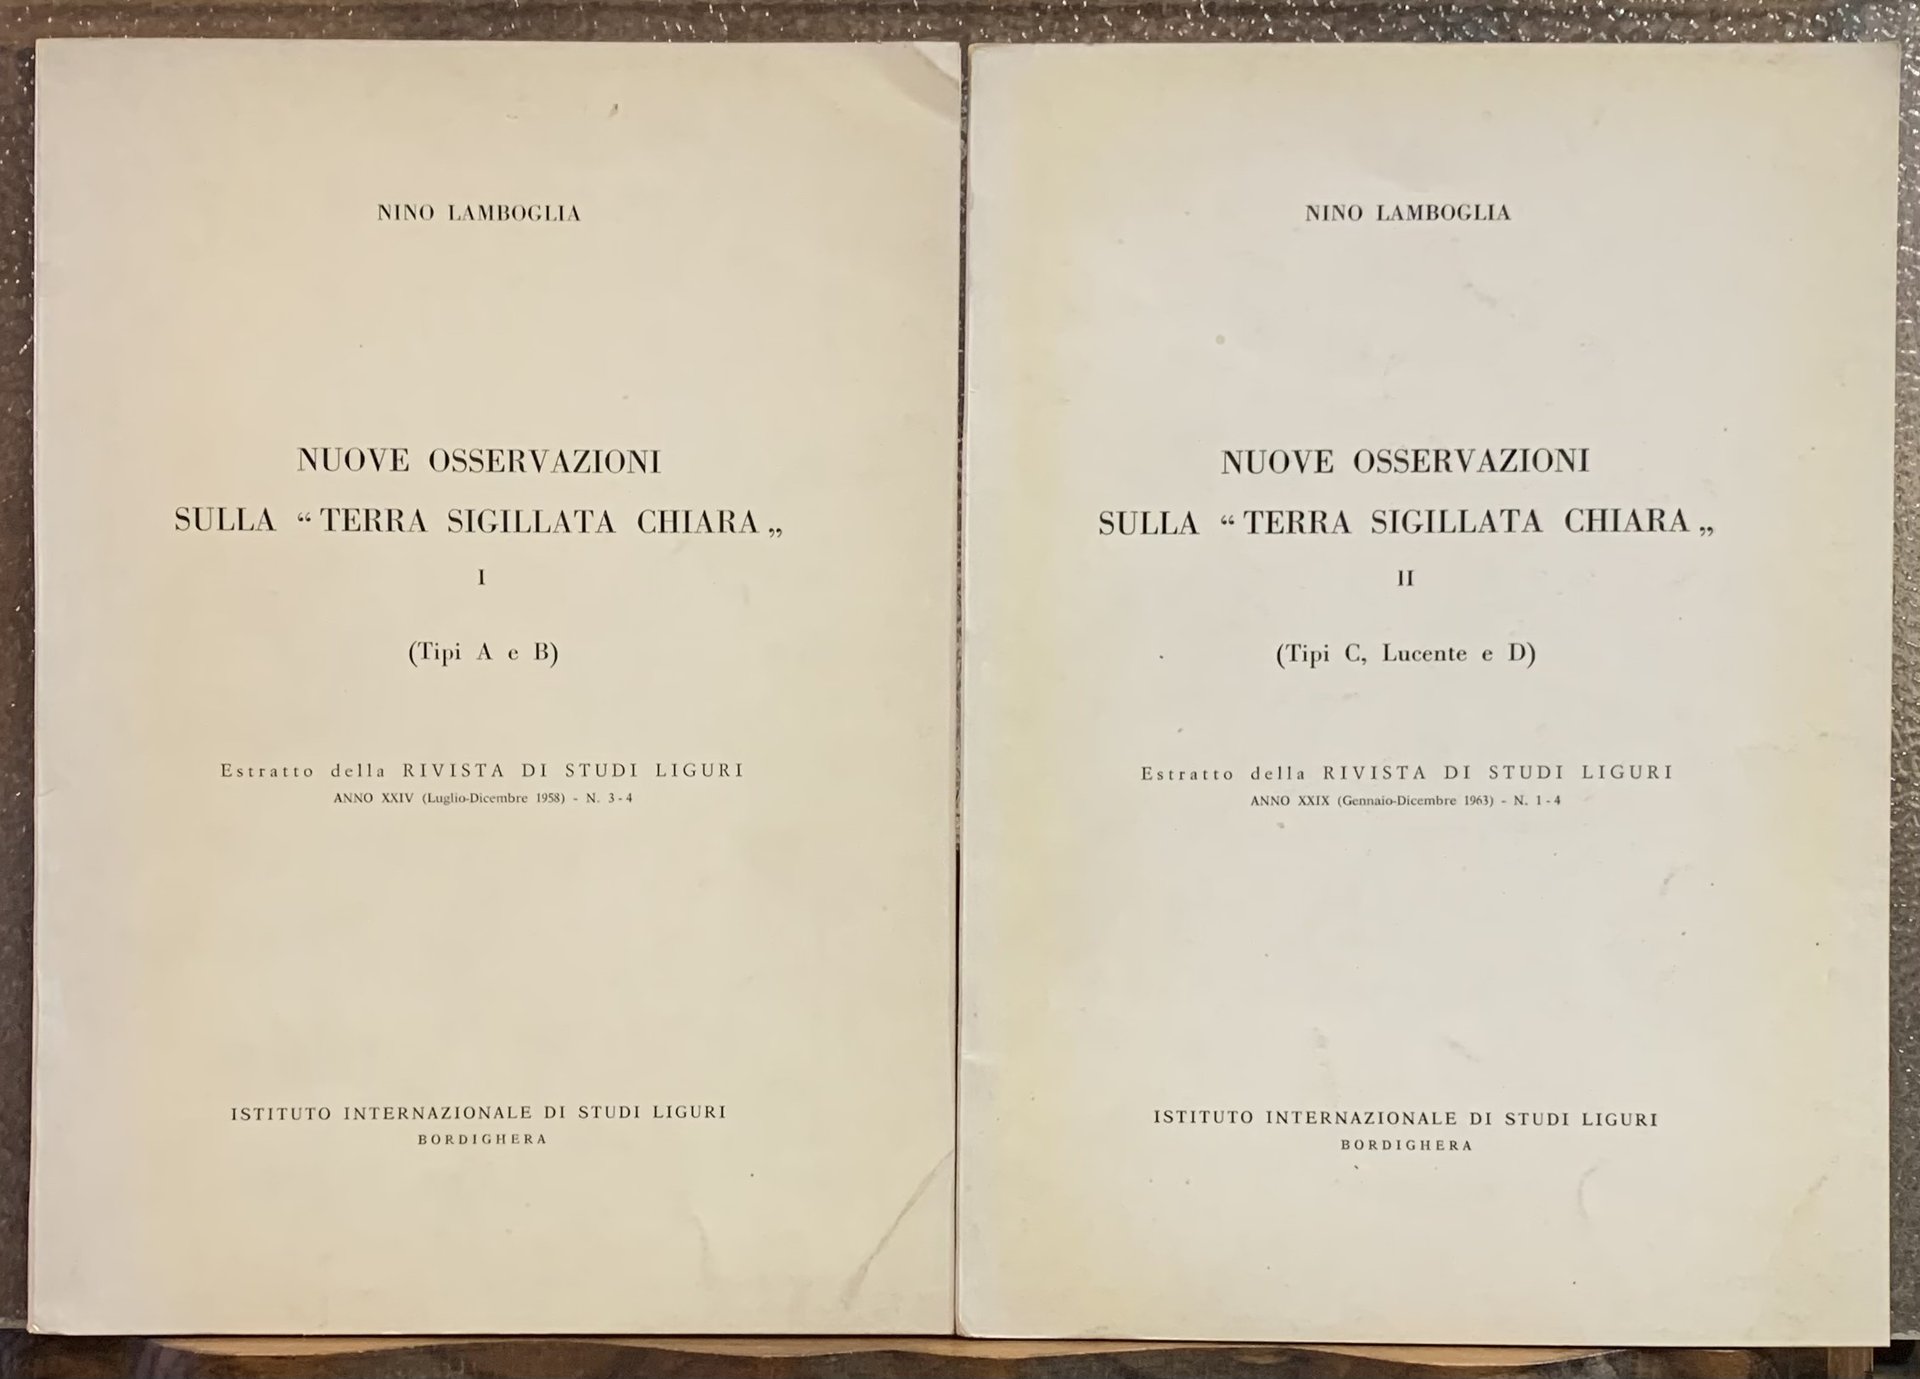 NINO LAMBOGLIA
NUOVE OSSERVAZIONI
SULLA “ TERRA SIGILLATA CHIARA „
I
(Tipi A e B)
Estratto della RIVISTA DI STUDI LIGURI
ANNO XXIV (Luglio-Dicembre 1958) - N. 3-4
ISTITUTO INTERNAZIONALE DI STUDI LIGURI
BORDIGHERA
NINO LAMBOGLIA
NUOVE OSSERVAZIONI
SULLA “ TERRA SIGILLATA CHIARA „
II
(Tipi C, Lucente e D)
Estratto della RIVISTA DI STUDI LIGURI
ANNO XXIX (Gennaio-Dicembre 1963) - N. 1-4
ISTITUTO INTERNAZIONALE DI STUDI LIGURI
BORDIGHERA